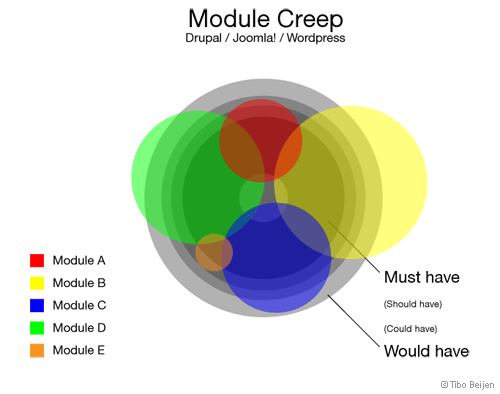 Module Creep
Drupal / Joomla! / Wordpress
Module A
Module B
Module C
Module D
Module E
Must have
(Should have)
(Could have)
Would have
© Tibo Beijen